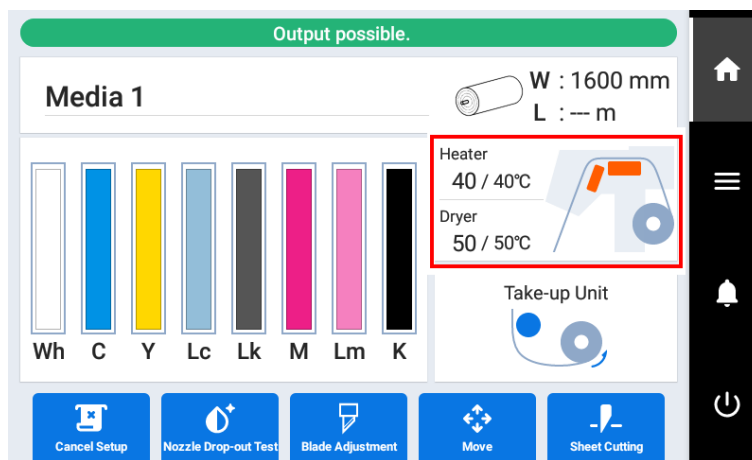 Output possible.
Media 1
W : 1600 mm
L : --- m
Heater
40 / 40℃
Dryer
50 / 50℃
Take-up Unit
Wh C Y Lc Lk M Lm K
Cancel Setup Nozzle Drop-out Test Blade Adjustment Move Sheet Cutting